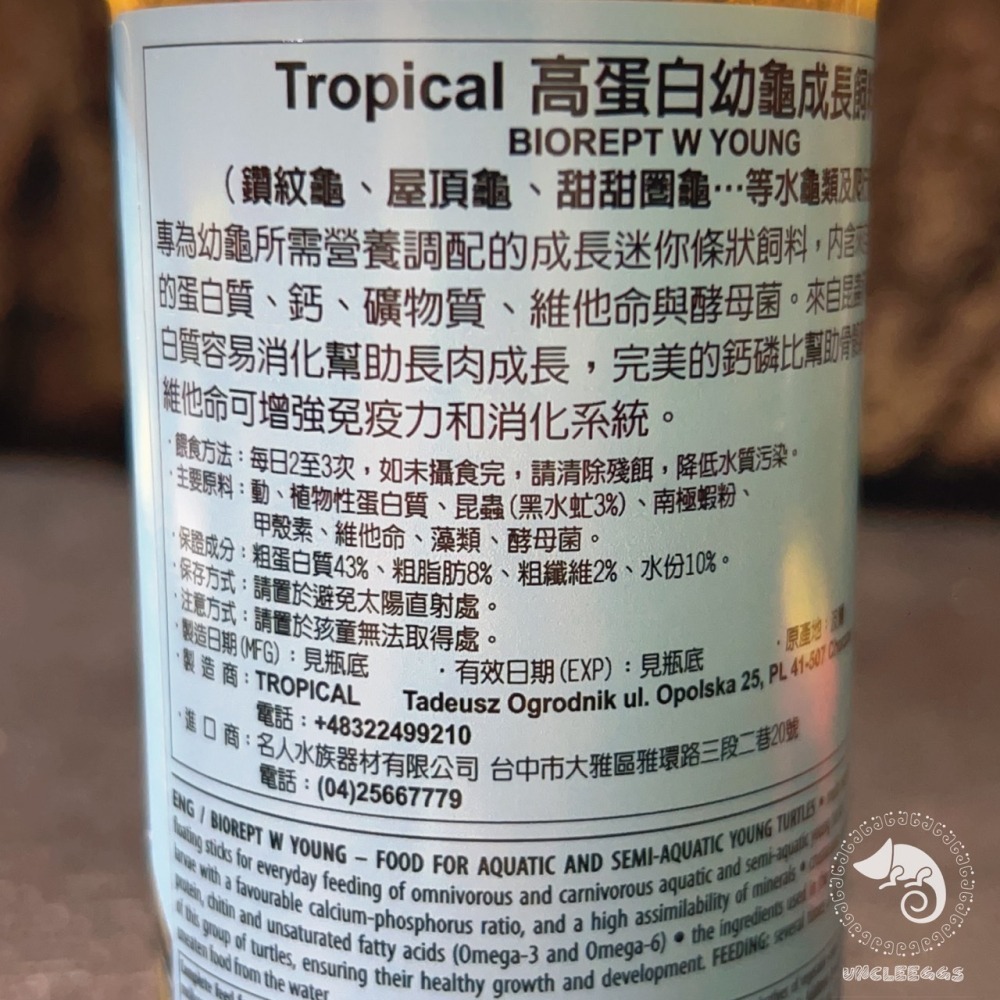 Tropical 高蛋白幼龜成長飼
BIOREPT W YOUNG
(鑽紋龜、屋頂龜、甜甜圈龜…等水龜類及
專為幼龜所需營養調配的成長迷你條狀飼料，內含
的蛋白質、鈣、礦物質、維他命與酵母菌。來自昆蟲
白質容易消化幫助長肉成長，完美的鈣磷比幫助骨骼
維他命可增強免疫力和消化系統。
·餵食方法：每日2至3次，如未攝食完，請清除殘餌，降低水質污染。
·主要原料：動、植物性蛋白質、昆蟲(黑水虻3%)、南極蝦粉、
甲殼素、維他命、藻類、酵母菌。
·保證成分：粗蛋白質43%、粗脂肪8%、粗纖維2%、水份10%。
·保存方式：請置於避免太陽直射處。
·注意方式：請置於孩童無法取得處。 ·原產地：波蘭
·製造日期(MFG)：見瓶底 ·有效日期(EXP)：見瓶底
·製造商：TROPICAL Tadeusz Ogrodnik ul. Opolska 25, PL 41-507
電話：+48322499210
·進口商：名人水族器材有限公司 台中市大雅區雅環路三段二巷20號
電話：(04)25667779
ENG / BIOREPT W YOUNG – FOOD FOR AQUATIC AND SEMI-AQUATIC YOUNG TURTLES •
floating sticks for everyday feeding of omnivorous and carnivorous aquatic and semi-aquatic young
larvae with a favourable calcium-phosphorus ratio, and a high assimilability of minerals •
protein, chitin and unsaturated fatty acids (Omega-3 and Omega-6) • the ingredients used
of this group of turtles, ensuring their healthy growth and development. FEEDING: several
uneaten food from the water.
UNCLEEGGS